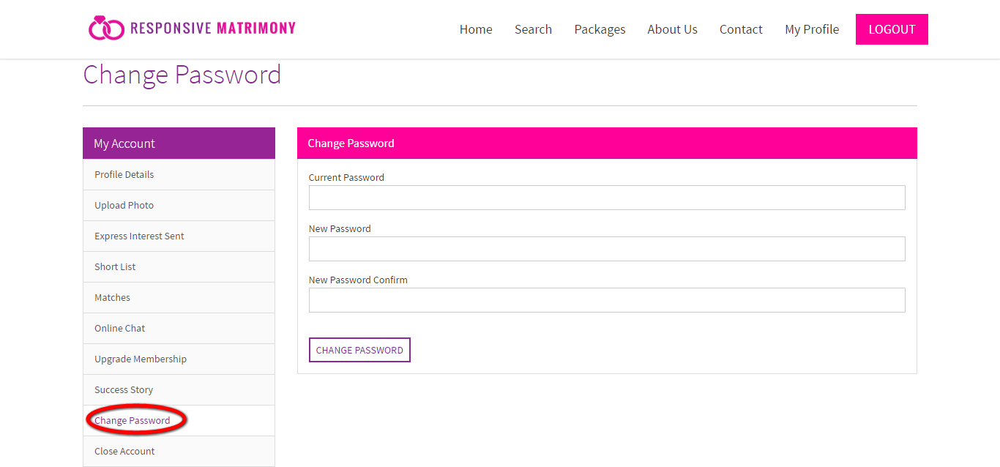 RESPONSIVE MATRIMONY
Home Search Packages About Us Contact My Profile LOGOUT
Change Password
My Account
Profile Details
Upload Photo
Express Interest Sent
Short List
Matches
Online Chat
Upgrade Membership
Success Story
Change Password
Close Account
Change Password
Current Password
New Password
New Password Confirm
CHANGE PASSWORD